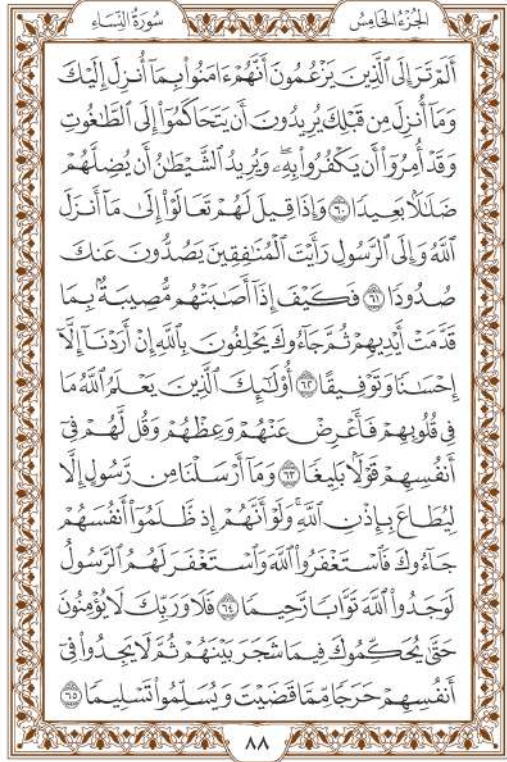 الجُزْءُ الخَامِسُ سُورَةُ النِّسَاءِ
أَلَمْ تَرَ إِلَى ٱلَّذِينَ يَزْعُمُونَ أَنَّهُمْ ءَامَنُوا۟ بِمَآ أُنزِلَ إِلَيْكَ
وَمَآ أُنزِلَ مِن قَبْلِكَ يُرِيدُونَ أَن يَتَحَاكَمُوٓا۟ إِلَى ٱلطَّٰغُوتِ
وَقَدْ أُمِرُوٓا۟ أَن يَكْفُرُوا۟ بِهِۦۖ وَيُرِيدُ ٱلشَّيْطَٰنُ أَن يُضِلَّهُمْ
ضَلَٰلًۢا بَعِيدًا ٦٠ وَإِذَا قِيلَ لَهُمْ تَعَالَوْا۟ إِلَىٰ مَآ أَنزَلَ
ٱللَّهُ وَإِلَى ٱلرَّسُولِ رَأَيْتَ ٱلْمُنَٰفِقِينَ يَصُدُّونَ عَنكَ
صُدُودًا ٦١ فَكَيْفَ إِذَآ أَصَٰبَتْهُم مُّصِيبَةٌۢ بِمَا
قَدَّمَتْ أَيْدِيهِمْ ثُمَّ جَآءُوكَ يَحْلِفُونَ بِٱللَّهِ إِنْ أَرَدْنَآ إِلَّآ
إِحْسَٰنًا وَتَوْفِيقًا ٦٢ أُو۟لَٰٓئِكَ ٱلَّذِينَ يَعْلَمُ ٱللَّهُ مَا
فِى قُلُوبِهِمْ فَأَعْرِضْ عَنْهُمْ وَعِظْهُمْ وَقُل لَّهُمْ فِىٓ
أَنفُسِهِمْ قَوْلًۢا بَلِيغًا ٦٣ وَمَآ أَرْسَلْنَا مِن رَّسُولٍ إِلَّا
لِيُطَاعَ بِإِذْنِ ٱللَّهِۚ وَلَوْ أَنَّهُمْ إِذ ظَّلَمُوٓا۟ أَنفُسَهُمْ
جَآءُوكَ فَٱسْتَغْفَرُوا۟ ٱللَّهَ وَٱسْتَغْفَرَ لَهُمُ ٱلرَّسُولُ
لَوَجَدُوا۟ ٱللَّهَ تَوَّابًا رَّحِيمًا ٦٤ فَلَا وَرَبِّكَ لَا يُؤْمِنُونَ
حَتَّىٰ يُحَكِّمُوكَ فِيمَا شَجَرَ بَيْنَهُمْ ثُمَّ لَا يَجِدُوا۟ فِىٓ
أَنفُسِهِمْ حَرَجًا مِّمَّا قَضَيْتَ وَيُسَلِّمُوا۟ تَسْلِيمًا ٦٥
٨٨